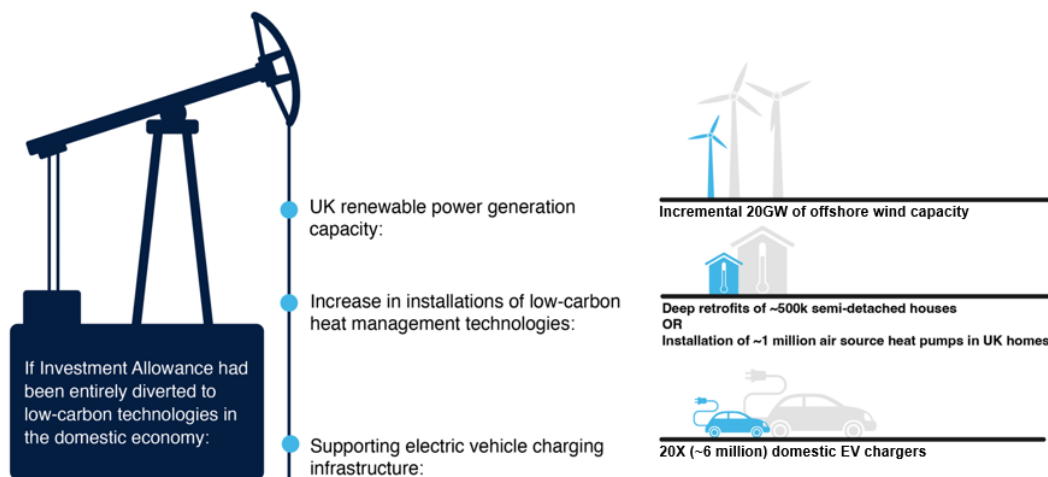 UK renewable power generation
capacity:
Incremental 20GW of offshore wind capacity
Increase in installations of low-carbon
heat management technologies:
Deep retrofits of ~500k semi-detached houses
OR
Installation of ~1 million air source heat pumps in UK homes
If Investment Allowance had
been entirely diverted to
low-carbon technologies in
the domestic economy:
Supporting electric vehicle charging
infrastructure:
20X (~6 million) domestic EV chargers